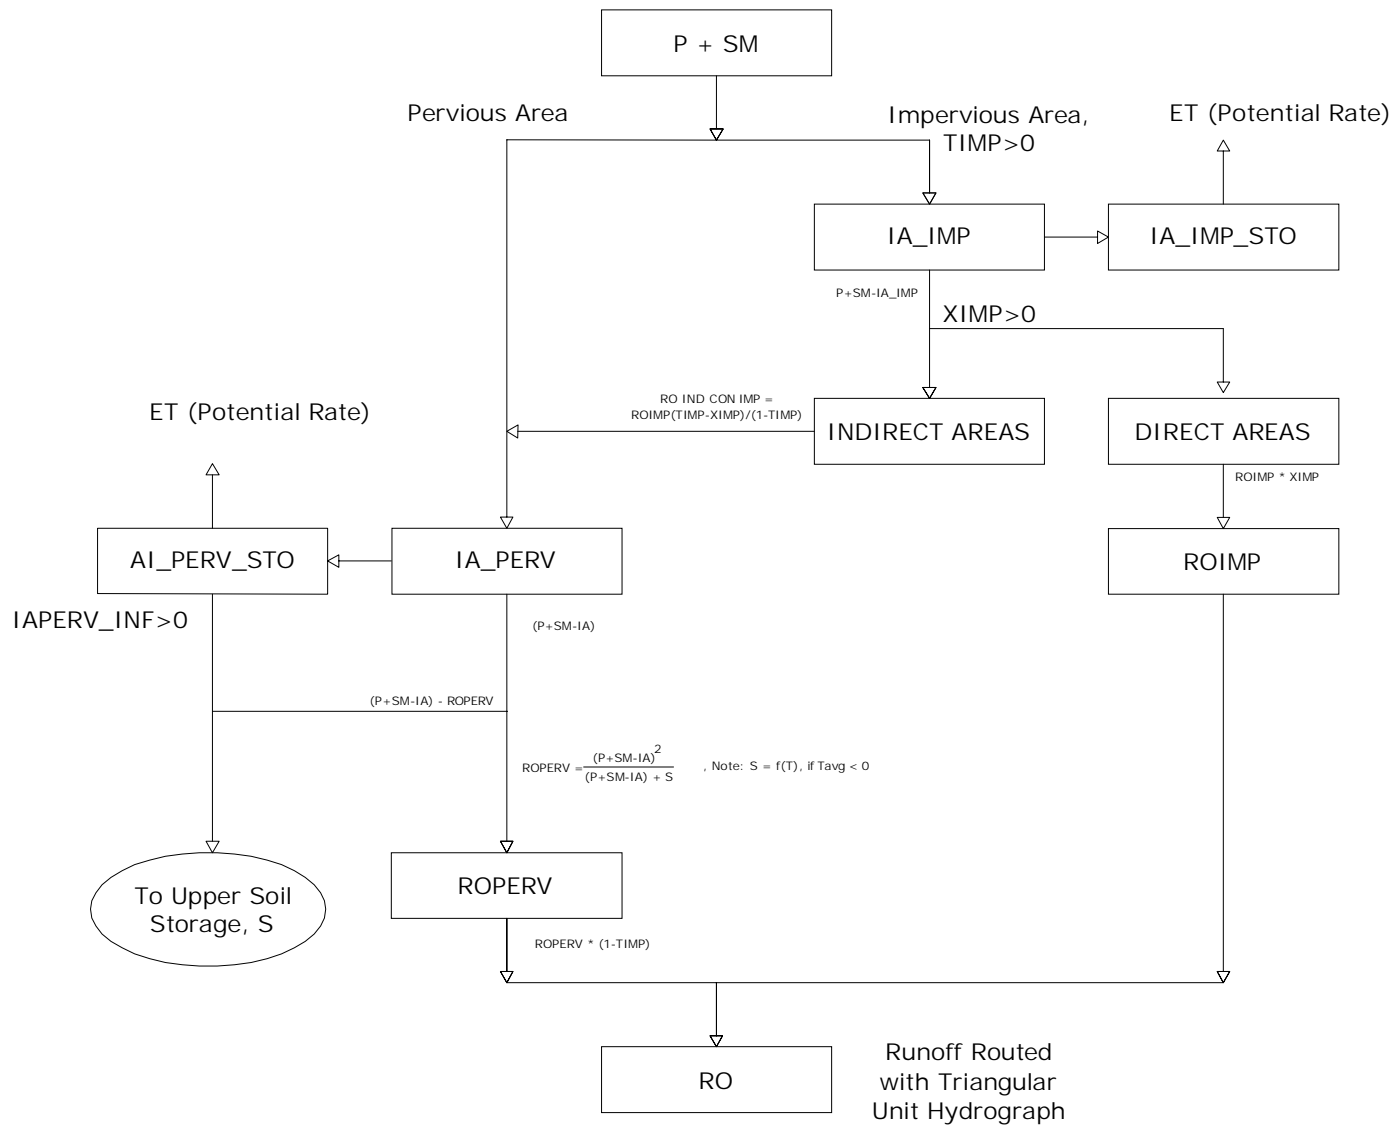 P + SM
Pervious Area
Impervious Area,
TIMP>0
ET (Potential Rate)
IA_IMP
IA_IMP_STO
P+SM-IA_IMP
XIMP>0
RO IND CON IMP =
ROIMP(TIMP-XIMP)/(1-TIMP)
ET (Potential Rate)
INDIRECT AREAS
DIRECT AREAS
ROIMP * XIMP
AI_PERV_STO
IA_PERV
ROIMP
IAPERV_INF>0
(P+SM-IA)
(P+SM-IA) - ROPERV
ROPERV = (P+SM-IA)2
(P+SM-IA) + S
, Note: S = f(T), if Tavg < 0
ROPERV
To Upper Soil
Storage, S
ROPERV * (1-TIMP)
RO
Runoff Routed
with Triangular
Unit Hydrograph